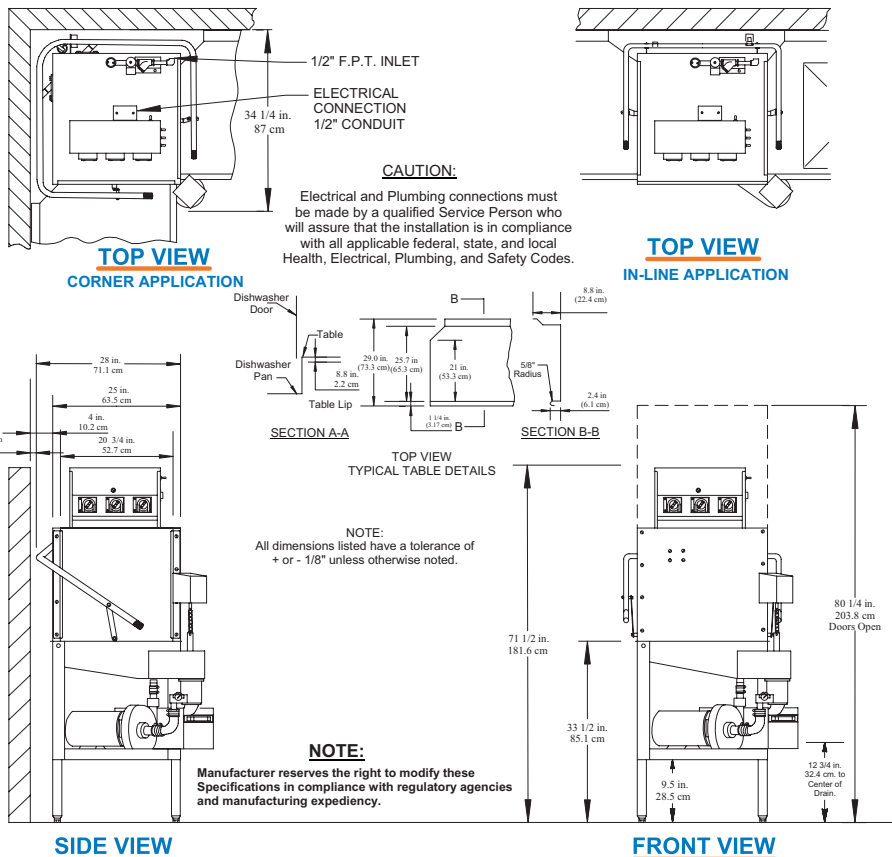 1/2" F.P.T. INLET
ELECTRICAL
CONNECTION
1/2" CONDUIT
34 1/4 in.
87 cm
CAUTION:
Electrical and Plumbing connections must
be made by a qualified Service Person who
will assure that the installation is in compliance
with all applicable federal, state, and local
Health, Electrical, Plumbing, and Safety Codes.
TOP VIEW
CORNER APPLICATION
TOP VIEW
IN-LINE APPLICATION
Dishwasher
Door
Table
Dishwasher
Pan
8.8 in.
2.2 cm
Table Lip
SECTION A-A
29.0 in.
(73.3 cm)
25.7 in
(65.3 cm)
21 in.
(53.3 cm)
B
1 1/4 in.
(3.17 cm)
B
8.8 in.
(22.4 cm)
5/8"
Radius
2.4 in
(6.1 cm)
SECTION B-B
TOP VIEW
TYPICAL TABLE DETAILS
NOTE:
All dimensions listed have a tolerance of
+ or - 1/8" unless otherwise noted.
28 in.
71.1 cm
25 in.
63.5 cm
4 in.
10.2 cm
20 3/4 in.
52.7 cm
71 1/2 in.
181.6 cm
33 1/2 in.
85.1 cm
9.5 in.
28.5 cm
80 1/4 in.
203.8 cm
Doors Open
12 3/4 in.
32.4 cm. to
Center of
Drain.
NOTE:
Manufacturer reserves the right to modify these
Specifications in compliance with regulatory agencies
and manufacturing expediency.
SIDE VIEW
FRONT VIEW